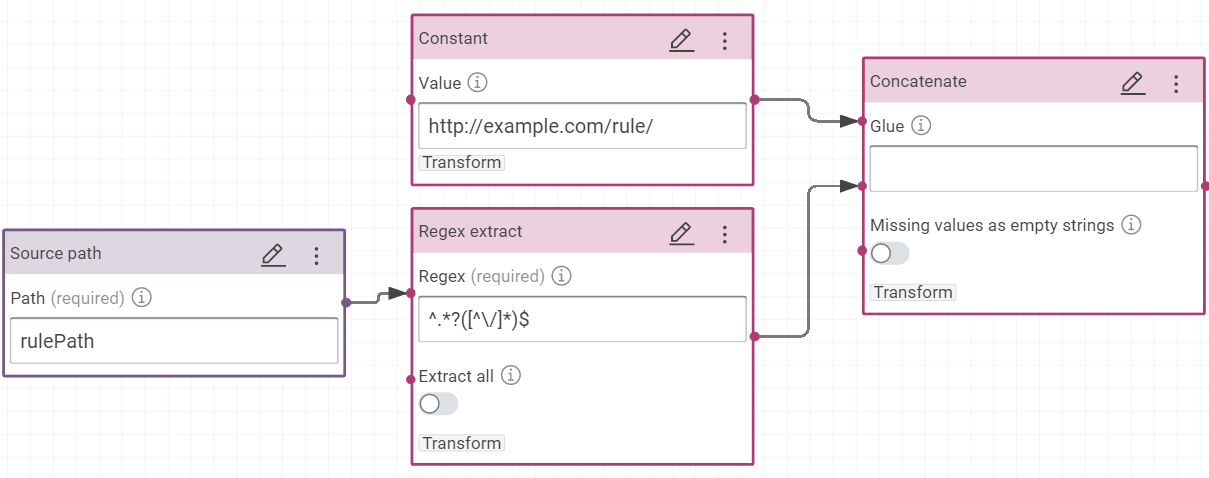 Constant
Value
http://example.com/rule/
Transform
Concatenate
Glue
Missing values as empty strings
Transform
Source path
Path (required)
rulePath
Regex extract
Regex (required)
^.*?([^\/]*)$
Extract all
Transform